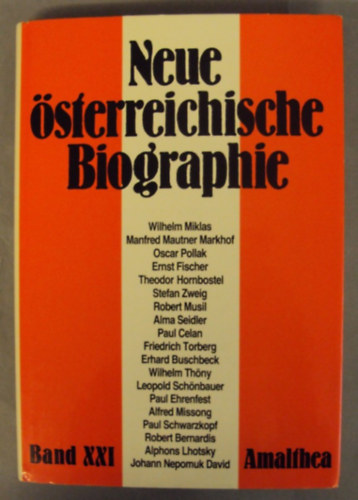 Neue
österreichische
Biographie
Wilhelm Miklas
Manfred Mautner Markhof
Oscar Pollak
Ernst Fischer
Theodor Hornbostel
Stefan Zweig
Robert Musil
Alma Seidler
Paul Celan
Friedrich Torberg
Erhard Buschbeck
Wilhelm Thöny
Leopold Schönbauer
Paul Ehrenfest
Alfred Missong
Paul Schwarzkopf
Robert Bernardis
Alphons Lhotsky
Johann Nepomuk David
Band XXI
Amalthea